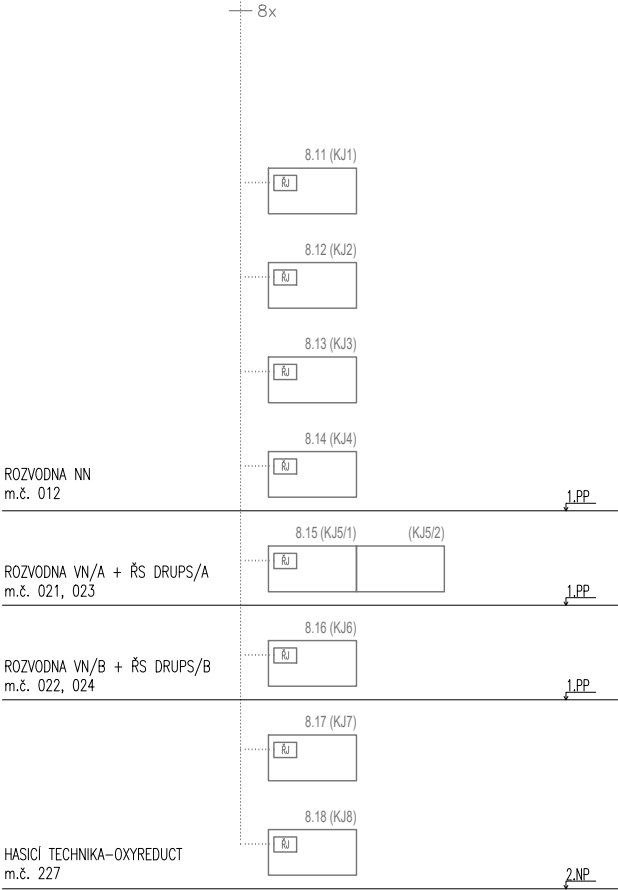 8x
8.11 (KJ1)
ŘJ
8.12 (KJ2)
ŘJ
8.13 (KJ3)
ŘJ
8.14 (KJ4)
ŘJ
ROZVODNA NN
m.č. 012
1.PP
8.15 (KJ5/1) (KJ5/2)
ŘJ
ROZVODNA VN/A + ŘS DRUPS/A
m.č. 021, 023
1.PP
8.16 (KJ6)
ŘJ
ROZVODNA VN/B + ŘS DRUPS/B
m.č. 022, 024
1.PP
8.17 (KJ7)
ŘJ
8.18 (KJ8)
ŘJ
HASICÍ TECHNIKA-OXYREDUCT
m.č. 227
2.NP